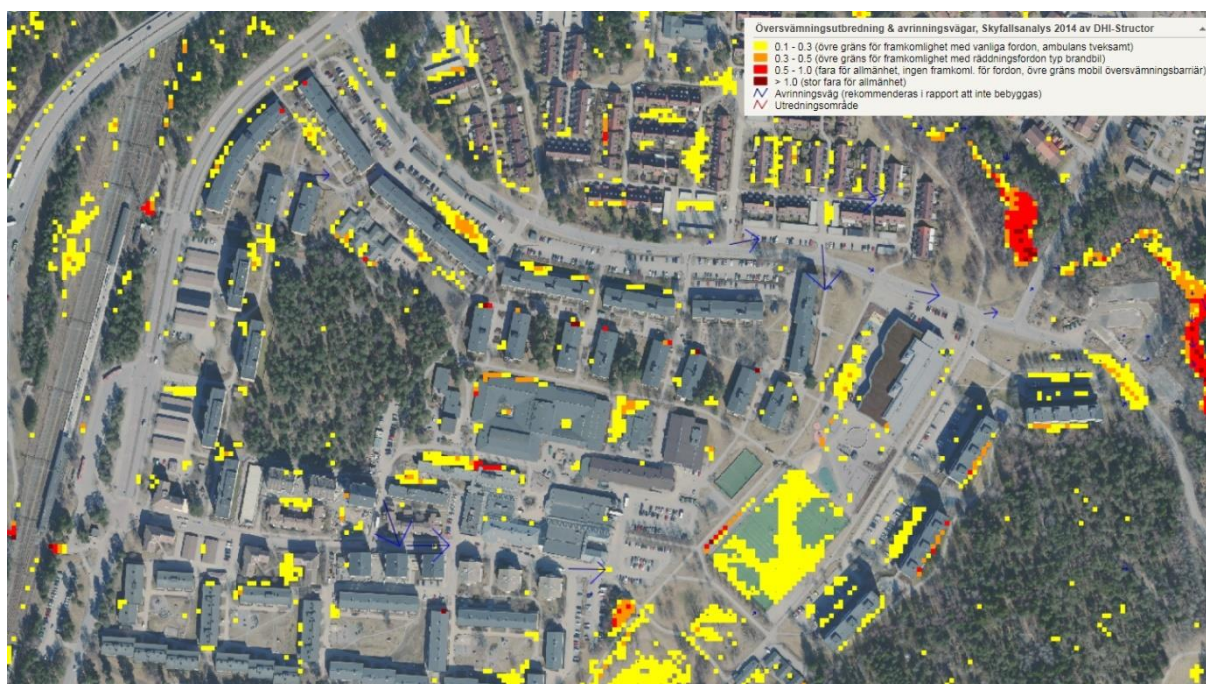 Översvämningsutbredning & avrinningsvägar, Skyfallsanalys 2014 av DHI-Structor
0.1 - 0.3 (övre gräns för framkomlighet med vanliga fordon, ambulans tveksamt)
0.3 - 0.5 (övre gräns för framkomlighet med räddningsfordon typ brandbil)
0.5 - 1.0 (fara för allmänhet, ingen framkoml. för fordon, övre gräns mobil översvämningsbarriär)
> 1.0 (stor fara för allmänhet)
Avrinningsväg (rekommenderas i rapport att inte bebyggas)
Utredningsområde